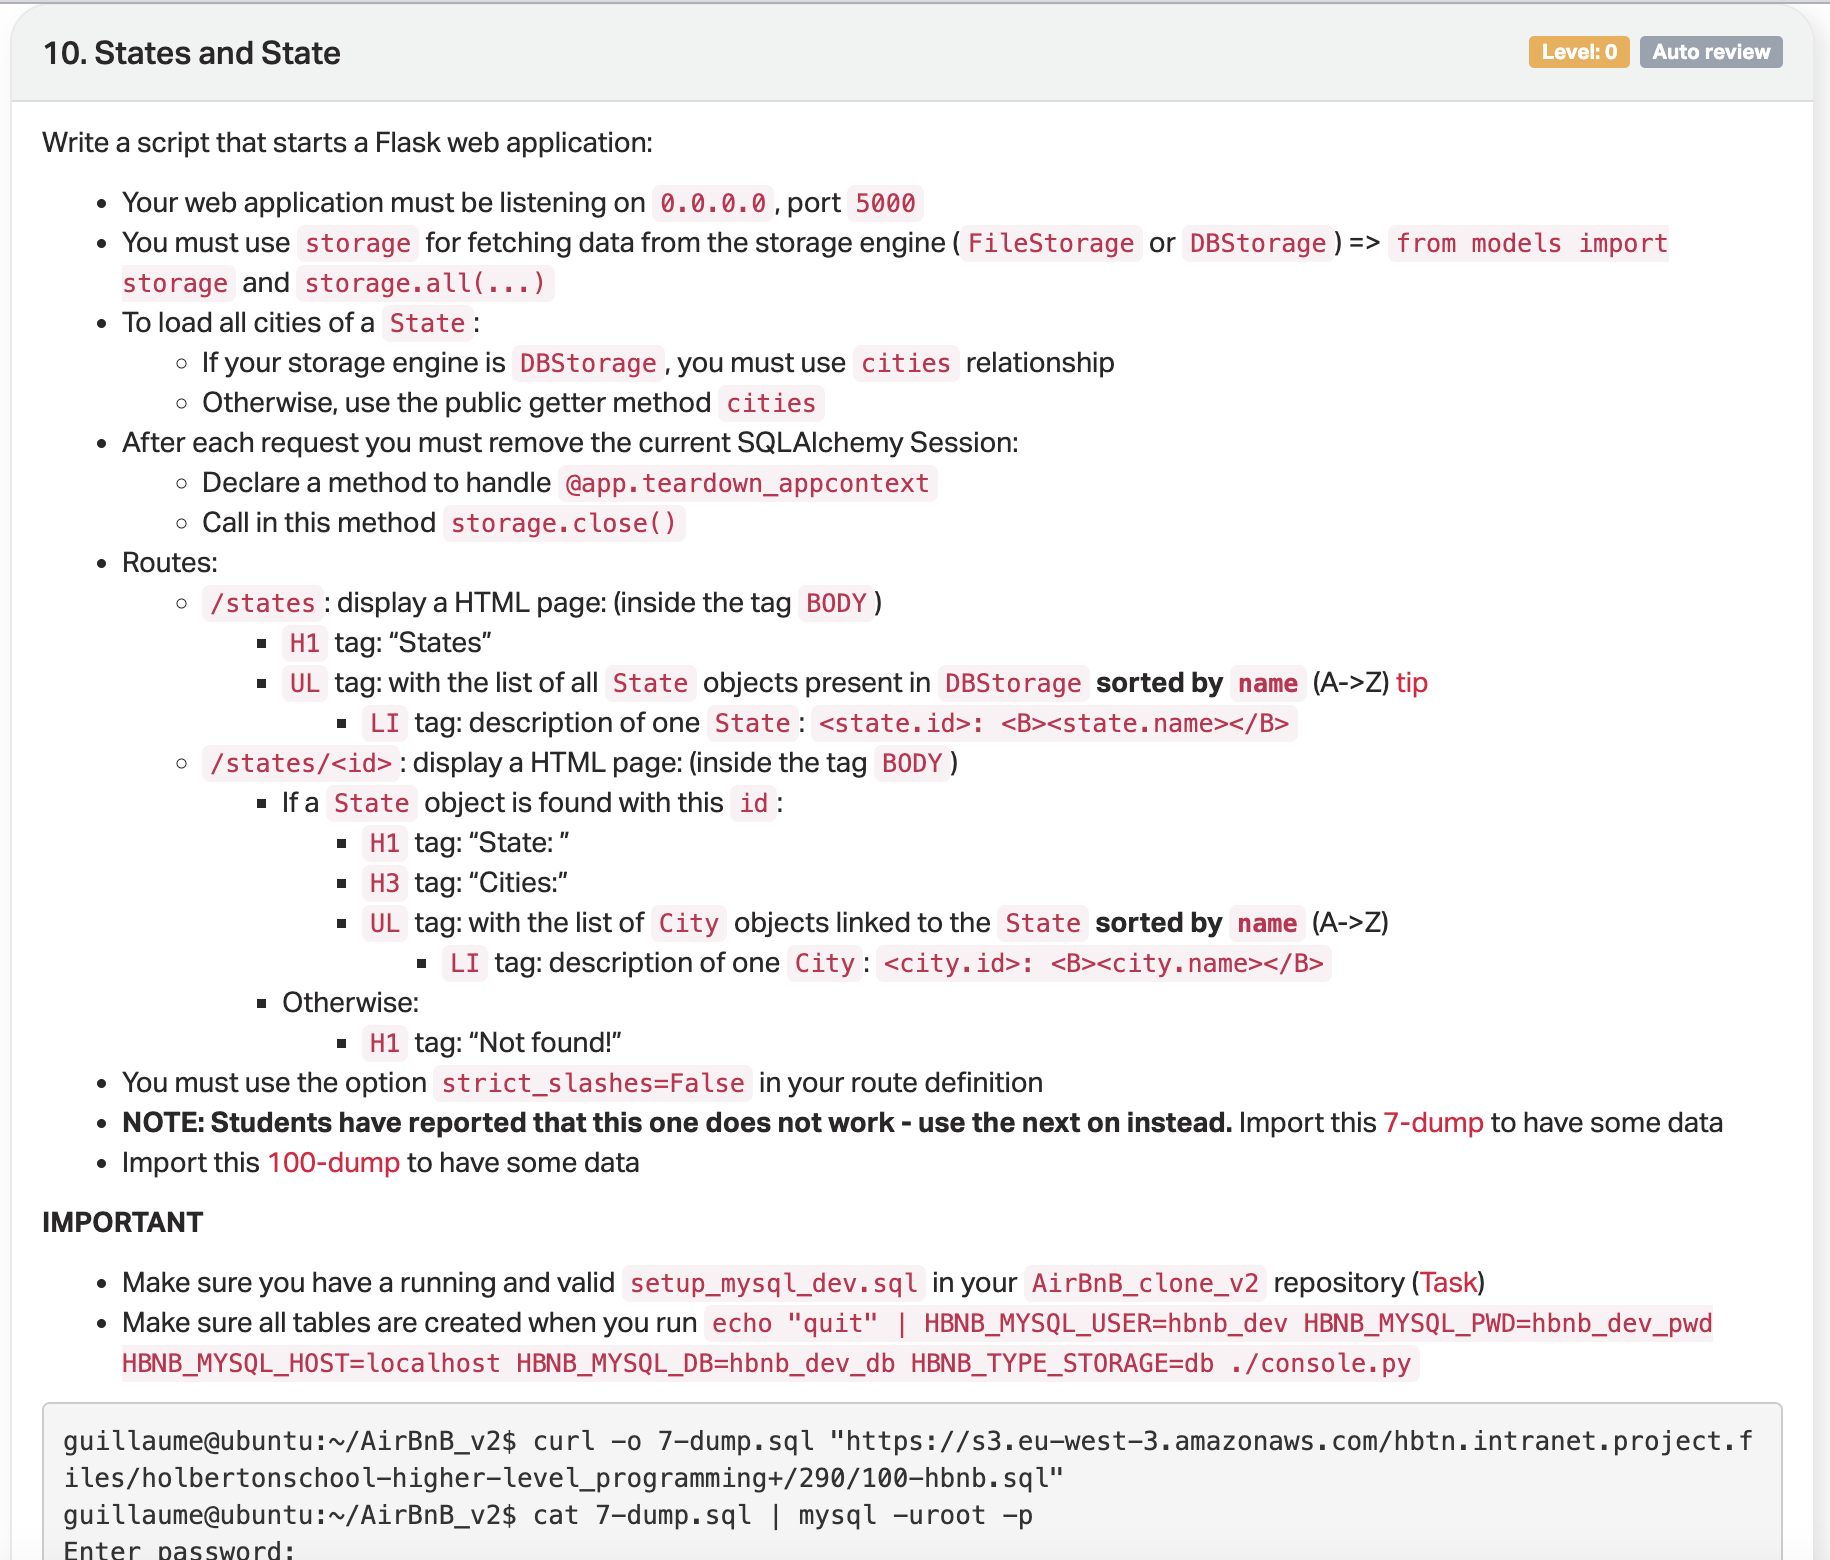 10. States and State
Level: 0
Auto review
Write a script that starts a Flask web application:
• Your web application must be listening on 0.0.0.0, port 5000
• You must use storage for fetching data from the storage engine (FileStorage or DBStorage) => from models import
storage and storage.all(...)
• To load all cities of a State:
◦ If your storage engine is DBStorage, you must use cities relationship
◦ Otherwise, use the public getter method cities
• After each request you must remove the current SQLAlchemy Session:
◦ Declare a method to handle @app.teardown_appcontext
◦ Call in this method storage.close()
• Routes:
◦ /states: display a HTML page: (inside the tag BODY)
▪ H1 tag: “States”
▪ UL tag: with the list of all State objects present in DBStorage sorted by name (A->Z) tip
▪ LI tag: description of one State: <state.id>: <B><state.name></B>
◦ /states/<id>: display a HTML page: (inside the tag BODY)
▪ If a State object is found with this id:
▪ H1 tag: “State: ”
▪ H3 tag: “Cities:”
▪ UL tag: with the list of City objects linked to the State sorted by name (A->Z)
▪ LI tag: description of one City: <city.id>: <B><city.name></B>
▪ Otherwise:
▪ H1 tag: “Not found!”
• You must use the option strict_slashes=False in your route definition
• NOTE: Students have reported that this one does not work - use the next on instead. Import this 7-dump to have some data
• Import this 100-dump to have some data
IMPORTANT
• Make sure you have a running and valid setup_mysql_dev.sql in your AirBnB_clone_v2 repository (Task)
• Make sure all tables are created when you run echo "quit" | HBNB_MYSQL_USER=hbnb_dev HBNB_MYSQL_PWD=hbnb_dev_pwd
HBNB_MYSQL_HOST=localhost HBNB_MYSQL_DB=hbnb_dev_db HBNB_TYPE_STORAGE=db ./console.py
guillaume@ubuntu:~/AirBnB_v2$ curl -o 7-dump.sql "https://s3.eu-west-3.amazonaws.com/hbtn.intranet.project.f
iles/holbertonschool-higher-level_programming+/290/100-hbnb.sql"
guillaume@ubuntu:~/AirBnB_v2$ cat 7-dump.sql | mysql -uroot -p
Enter password: